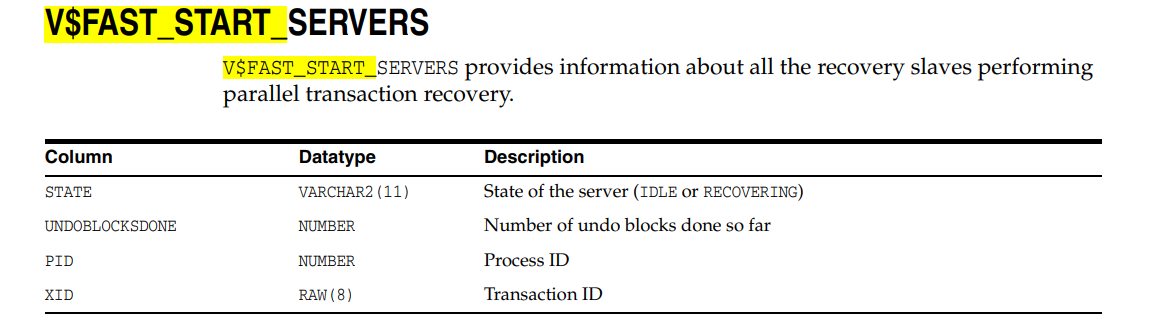 V$FAST_START_SERVERS
V$FAST_START_SERVERS provides information about all the recovery slaves performing
parallel transaction recovery.
Column Datatype Description
STATE VARCHAR2(11) State of the server (IDLE or RECOVERING)
UNDOBLOCKSDONE NUMBER Number of undo blocks done so far
PID NUMBER Process ID
XID RAW(8) Transaction ID